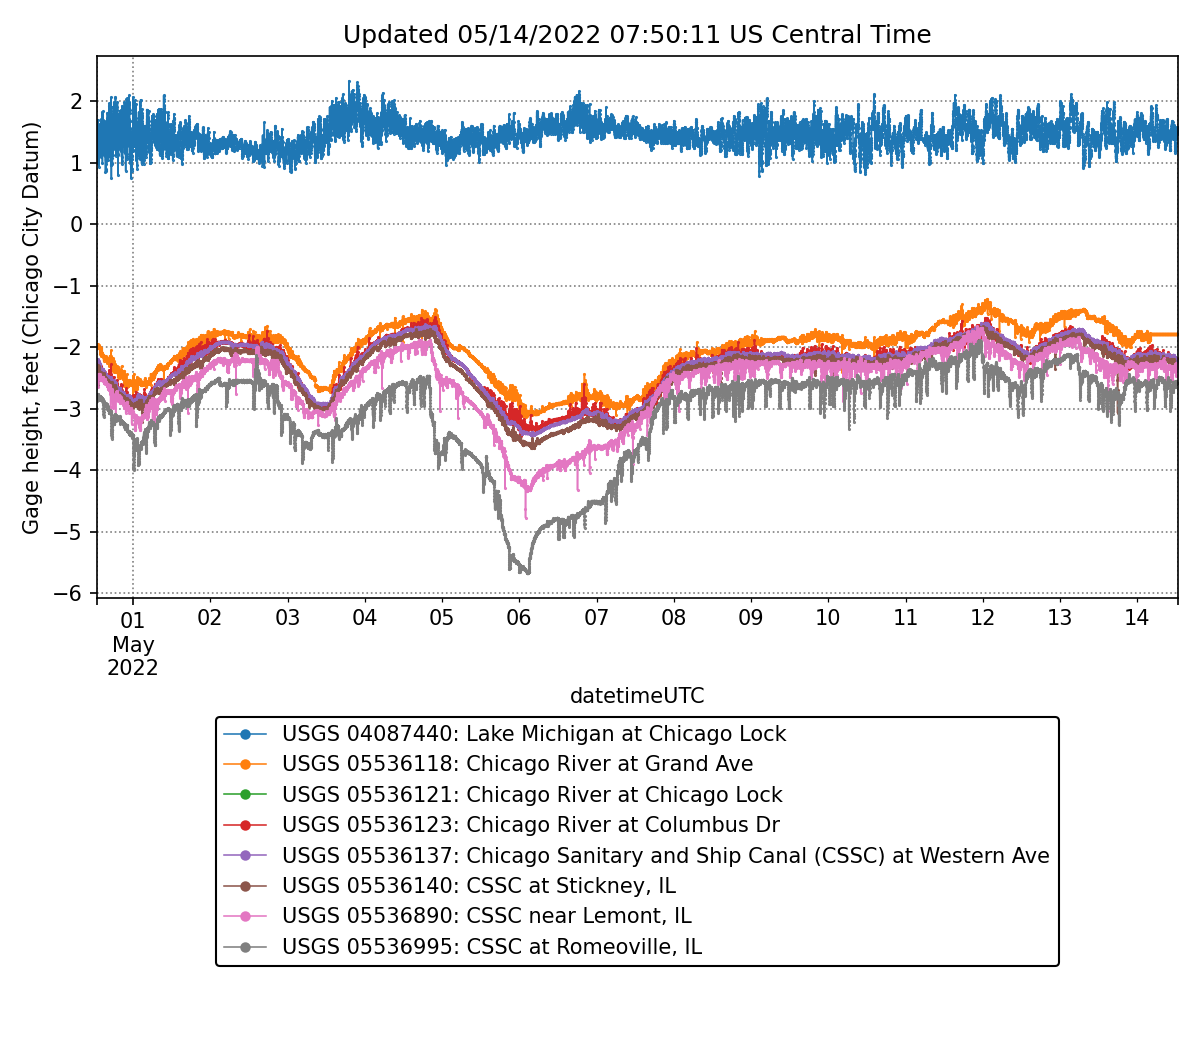 Updated 05/14/2022 07:50:11 US Central Time
Gage height, feet (Chicago City Datum)
2
1
0
−1
−2
−3
−4
−5
−6
01 02 03 04 05 06 07 08 09 10 11 12 13 14
May
2022
datetimeUTC
USGS 04087440: Lake Michigan at Chicago Lock
USGS 05536118: Chicago River at Grand Ave
USGS 05536121: Chicago River at Chicago Lock
USGS 05536123: Chicago River at Columbus Dr
USGS 05536137: Chicago Sanitary and Ship Canal (CSSC) at Western Ave
USGS 05536140: CSSC at Stickney, IL
USGS 05536890: CSSC near Lemont, IL
USGS 05536995: CSSC at Romeoville, IL